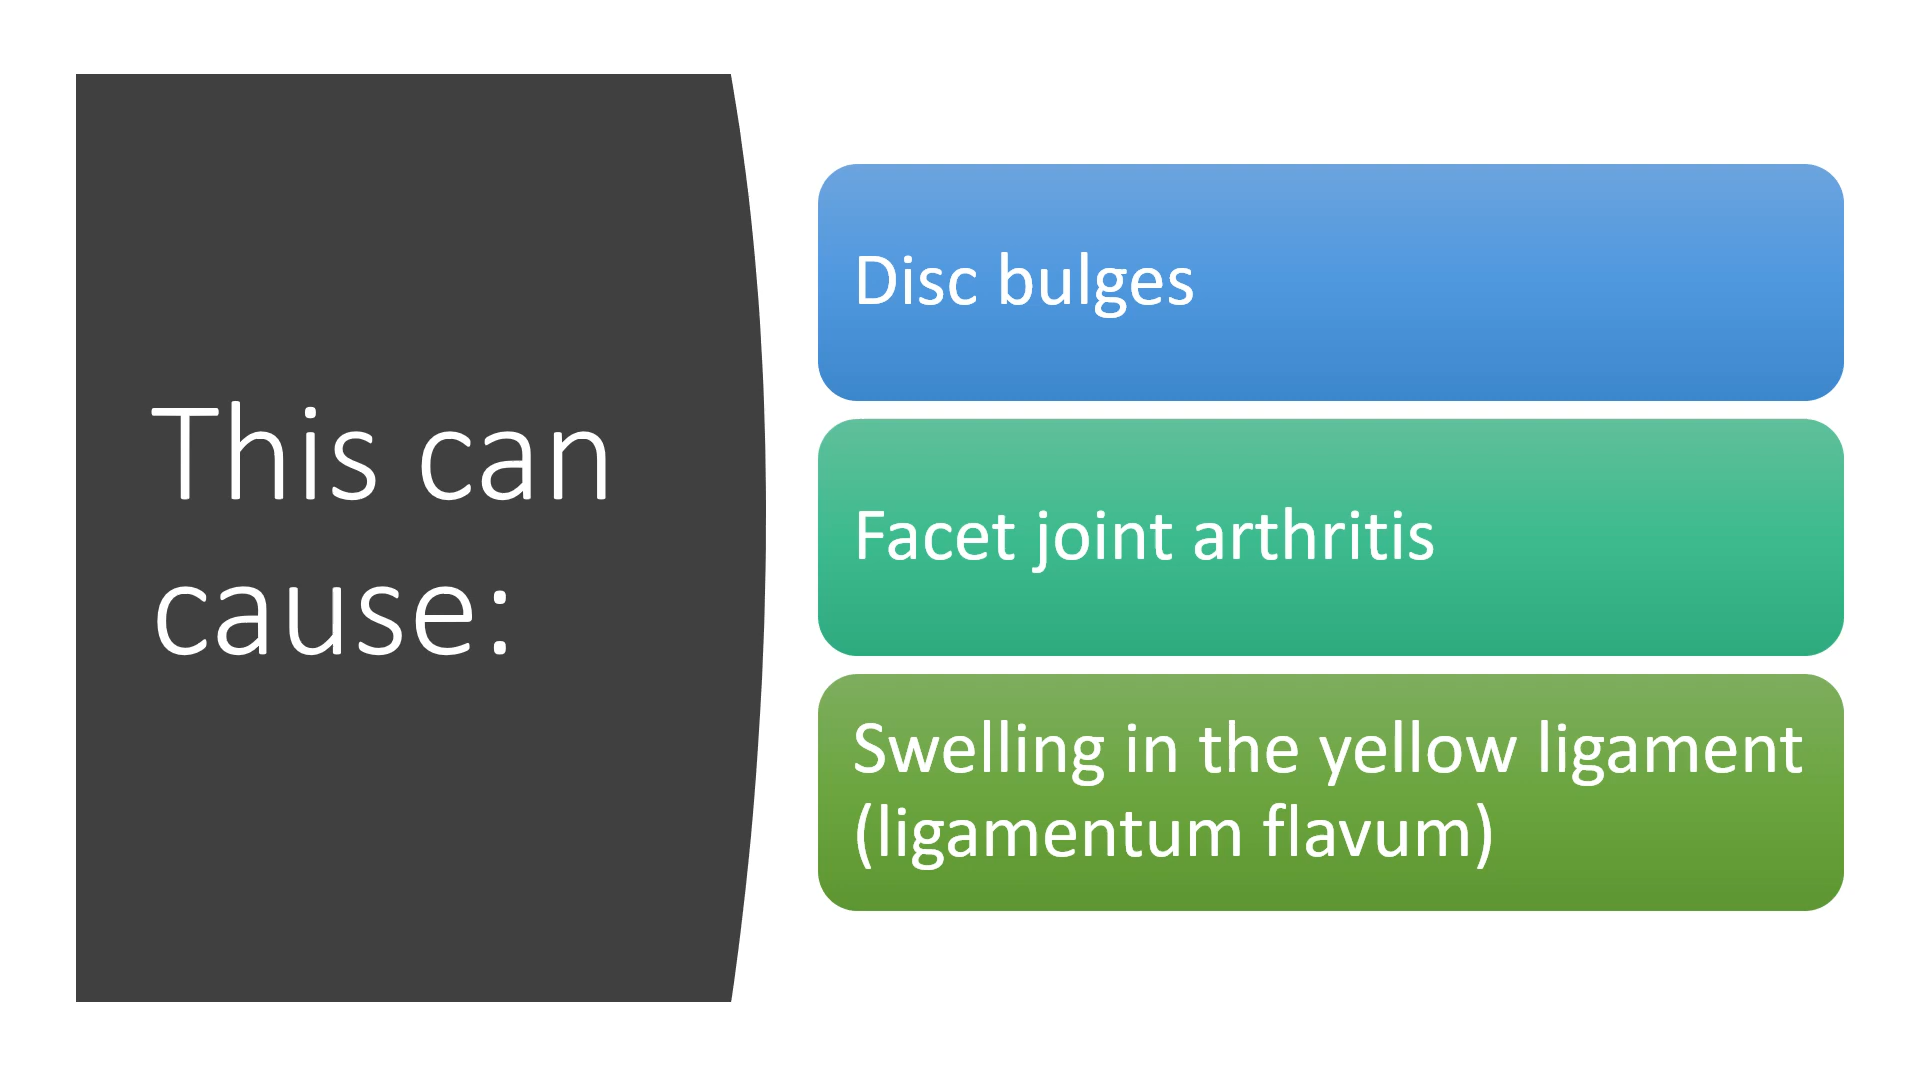 This can
cause:
Disc bulges
Facet joint arthritis
Swelling in the yellow ligament
(ligamentum flavum)